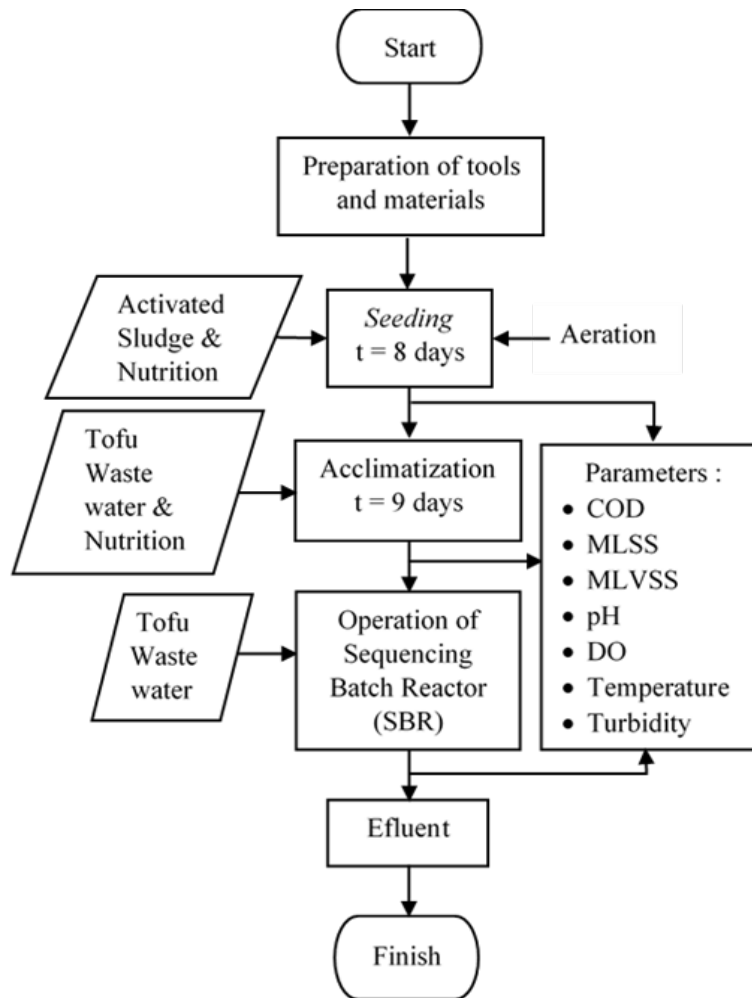 Start
Preparation of tools
and materials
Activated
Sludge &
Nutrition
Seeding
t = 8 days
Aeration
Tofu
Waste
water &
Nutrition
Acclimatization
t = 9 days
Parameters :
• COD
• MLSS
• MLVSS
• pH
• DO
• Temperature
• Turbidity
Tofu
Waste
water
Operation of
Sequencing
Batch Reactor
(SBR)
Efluent
Finish